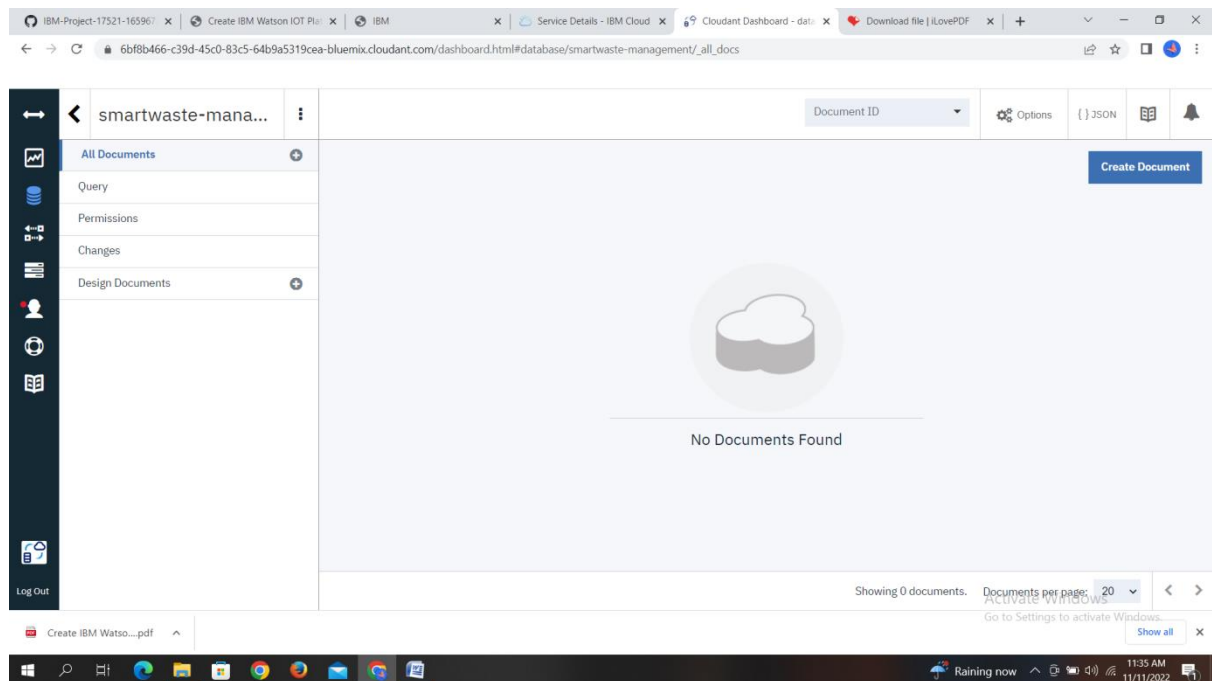 IBM-Project-17521-165967
Create IBM Watson IOT Pla
IBM
Service Details - IBM Cloud
Cloudant Dashboard - data
Download file | iLovePDF
6bf8b466-c39d-45c0-83c5-64b9a5319cea-bluemix.cloudant.com/dashboard.html#database/smartwaste-management/_all_docs
smartwaste-mana...
Document ID
Options
{ } JSON
All Documents
Create Document
Query
Permissions
Changes
Design Documents
No Documents Found
Log Out
Showing 0 documents.
Documents per page: 20
Activate Windows
Go to Settings to activate Windows.
Create IBM Watso....pdf
Show all
Raining now
11:35 AM
11/11/2022